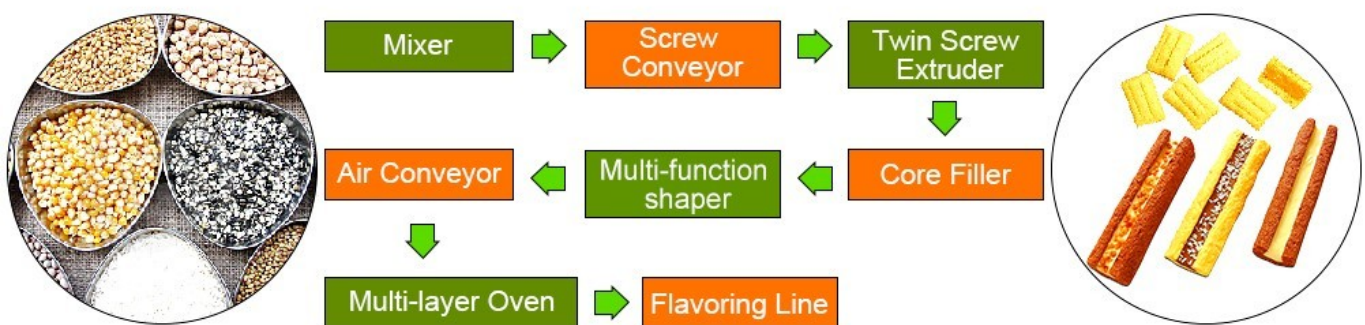 Mixer
Screw
Conveyor
Twin Screw
Extruder
Core Filler
Multi-function
shaper
Air Conveyor
Multi-layer Oven
Flavoring Line